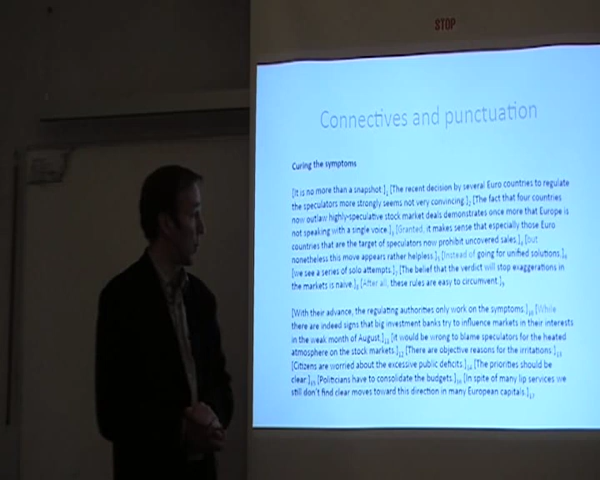 STOP
Connectives and punctuation
Curing the symptoms
[It is no more than a snapshot.]1 [The recent decision by several Euro countries to regulate
the speculators more strongly seems not very convincing.]2 [The fact that four countries
now outlaw highly-speculative stock market deals demonstrates once more that Europe is
not speaking with a single voice.]3 [Granted, it makes sense that especially those Euro
countries that are the target of speculators now prohibit uncovered sales,]4 [but
nonetheless this move appears rather helpless.]5 [Instead of going for unified solutions,]6
[we see a series of solo attempts.]7 [The belief that the verdict will stop exaggerations in
the markets is naive.]8 [After all, these rules are easy to circumvent.]9
[With their advance, the regulating authorities only work on the symptoms.]10 [While
there are indeed signs that big investment banks try to influence markets in their interests
in the weak month of August,]11 [it would be wrong to blame speculators for the heated
atmosphere on the stock markets.]12 [There are objective reasons for the irritations.]13
[Citizens are worried about the excessive public deficits.]14 [The priorities should be
clear.]15 [Politicians have to consolidate the budgets.]16 [In spite of many lip services we
still don't find clear moves toward this direction in many European capitals.]17